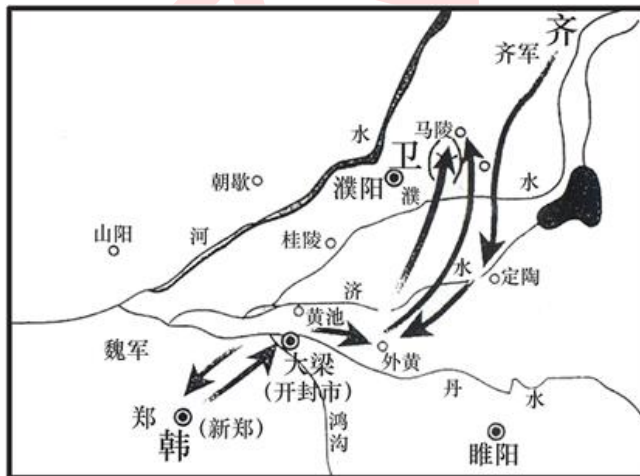 齐
齐军
马陵
卫
水
濮阳
濮
水
朝歌
山阳
河
桂陵
水
定陶
济
黄池
外黄
魏军
大梁
(开封市)
丹
水
郑
韩
(新郑)
鸿沟
睢阳